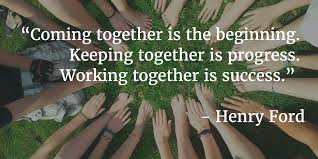 “Coming together is the beginning.
Keeping together is progress.
Working together is success.”
- Henry Ford